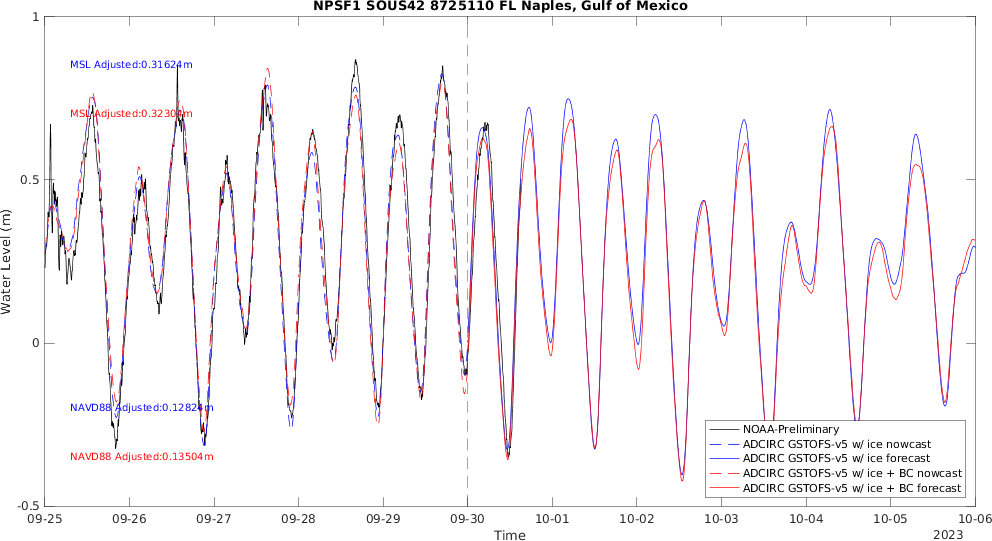 NPSF1 SOUS42 8725110 FL Naples, Gulf of Mexico
1
0.5
0
-0.5
Water Level (m)
MSL Adjusted:0.31624m
MSL Adjusted:0.32304m
NAVD88 Adjusted:0.12824m
NAVD88 Adjusted:0.13504m
NOAA-Preliminary
ADCIRC GSTOFS-v5 w/ ice nowcast
ADCIRC GSTOFS-v5 w/ ice forecast
ADCIRC GSTOFS-v5 w/ ice + BC nowcast
ADCIRC GSTOFS-v5 w/ ice + BC forecast
09-25 09-26 09-27 09-28 09-29 09-30 10-01 10-02 10-03 10-04 10-05 10-06
Time
2023